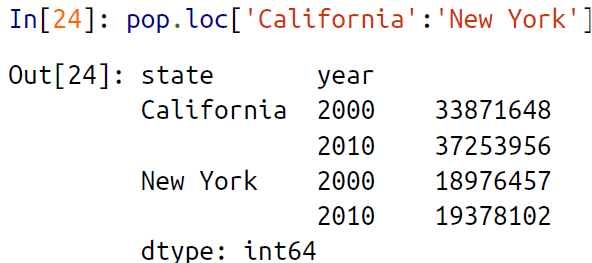 In[24]: pop.loc['California':'New York']
Out[24]: state year
California 2000 33871648
2010 37253956
New York 2000 18976457
2010 19378102
dtype: int64